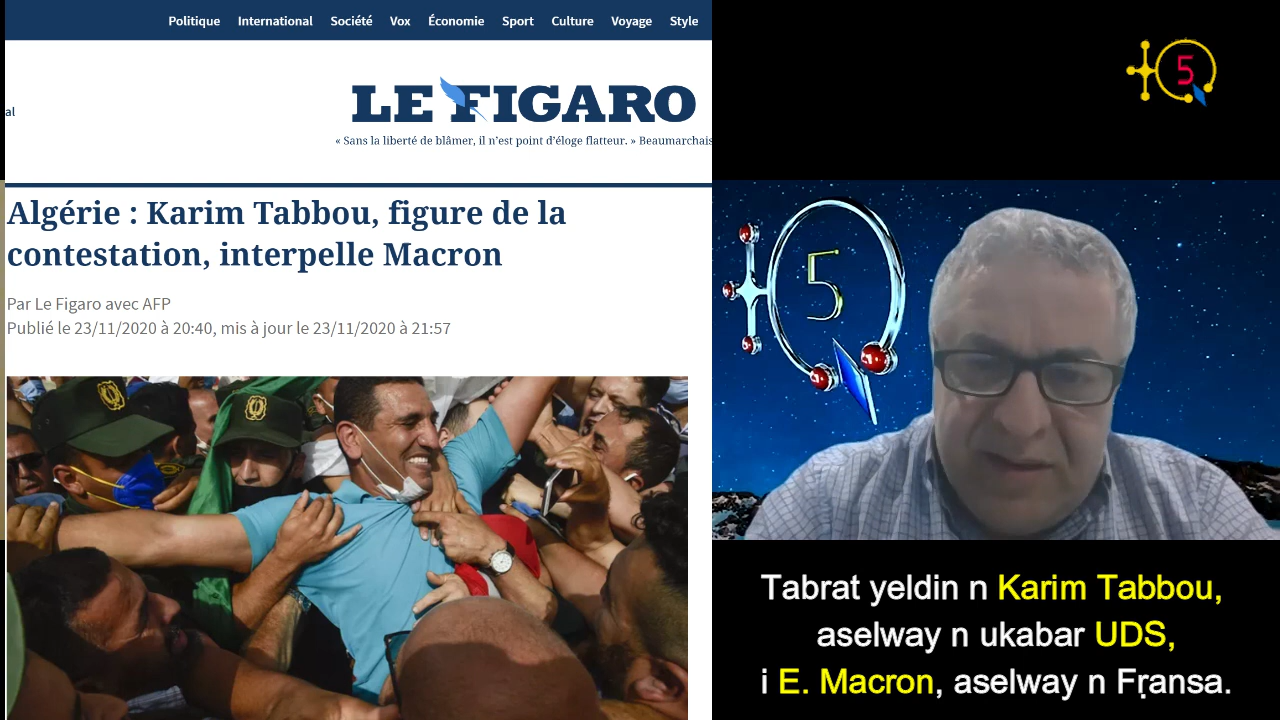 Politique International Société Vox Économie Sport Culture Voyage Style
al
LE FIGARO
« Sans la liberté de blâmer, il n'est point d'éloge flatteur. » Beaumarchais
Algérie : Karim Tabbou, figure de la
contestation, interpelle Macron
Par Le Figaro avec AFP
Publié le 23/11/2020 à 20:40, mis à jour le 23/11/2020 à 21:57
5
5
Tabrat yeldin n Karim Tabbou,
aselway n ukabar UDS,
i E. Macron, aselway n Fṛansa.